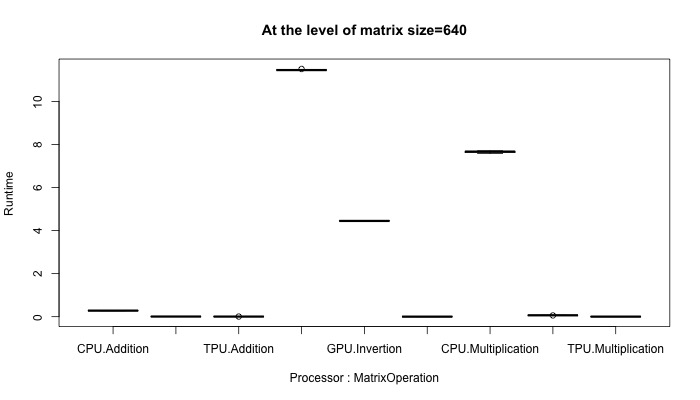 At the level of matrix size=640
Runtime
10
8
6
4
2
0
CPU.Addition TPU.Addition GPU.Invertion CPU.Multiplication TPU.Multiplication
Processor : MatrixOperation